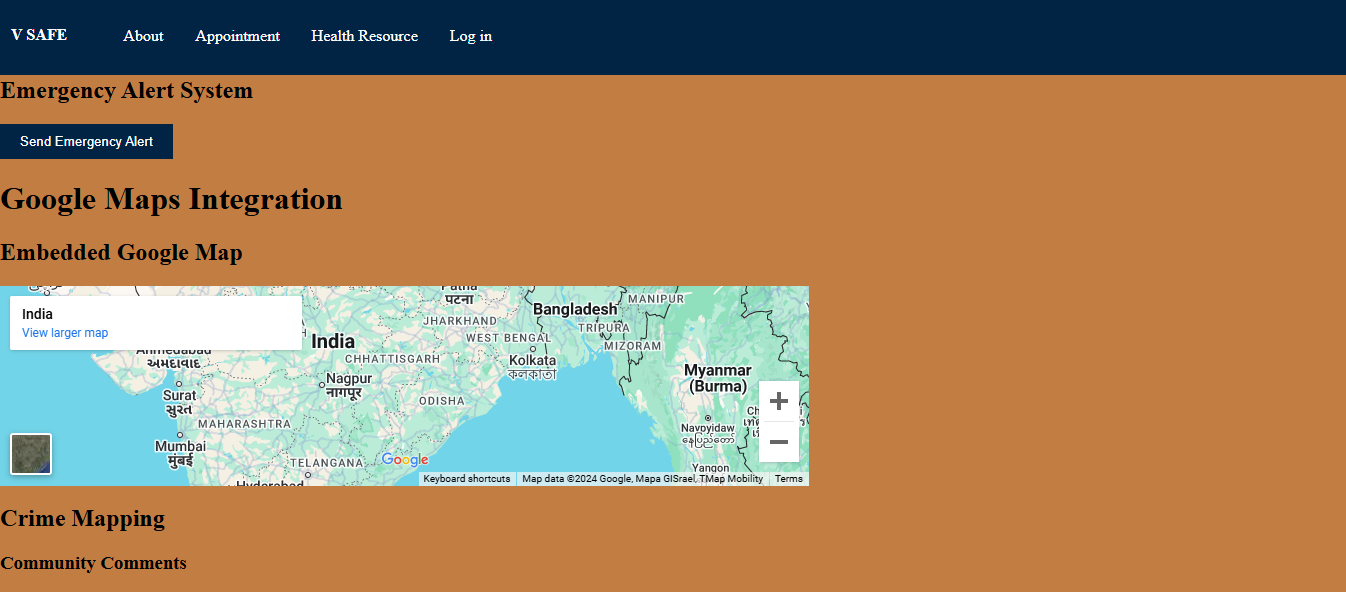 V SAFE About Appointment Health Resource Log in
Emergency Alert System
Send Emergency Alert
Google Maps Integration
Embedded Google Map
India
View larger map
Patna
पटना
Bangladesh
MANIPUR
JHARKHAND
TRIPURA
India
WEST BENGAL
MIZORAM
Ahmedabad
અમદાવાદ
CHHATTISGARH
Kolkata
কলকাতা
Myanmar
(Burma)
Nagpur
नागपूर
Surat
સુરત
ODISHA
MAHARASHTRA
Naypyidaw
နေပြည်တော်
Mumbai
मुंबई
TELANGANA
Google
Yangon
Hyderabad
Keyboard shortcuts Map data ©2024 Google, Mapa GISrael, TMap Mobility Terms
Crime Mapping
Community Comments